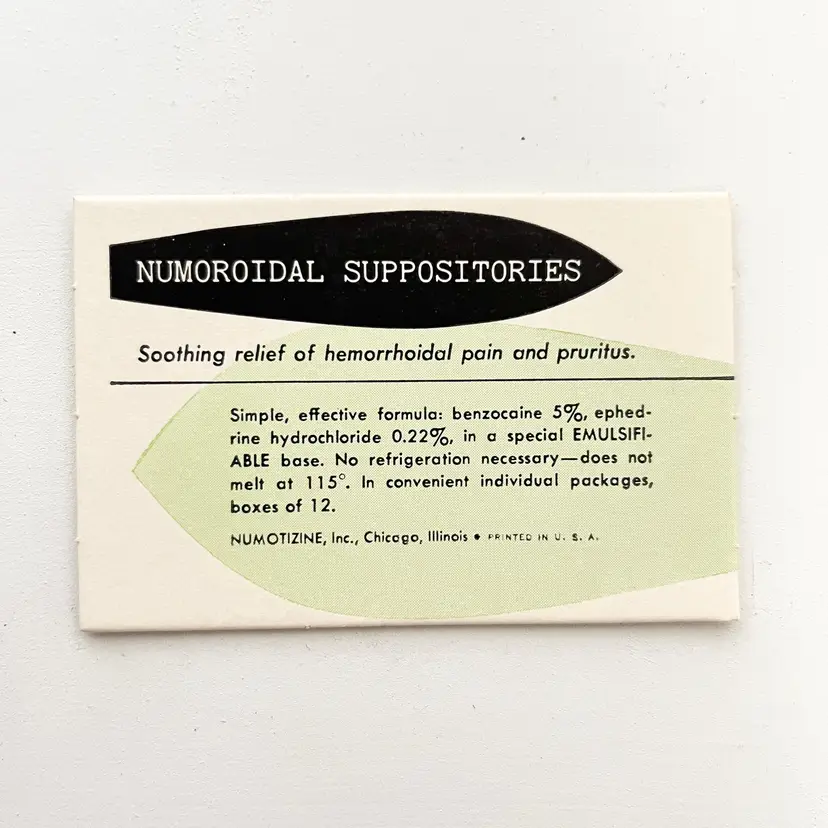 NUMOROIDAL SUPPOSITORIES
Soothing relief of hemorrhoidal pain and pruritus.
Simple, effective formula: benzocaine 5%, ephed-
rine hydrochloride 0.22%, in a special EMULSIFI-
ABLE base. No refrigeration necessary—does not
melt at 115°. In convenient individual packages,
boxes of 12.
NUMOTIZINE, Inc., Chicago, Illinois • PRINTED IN U. S. A.